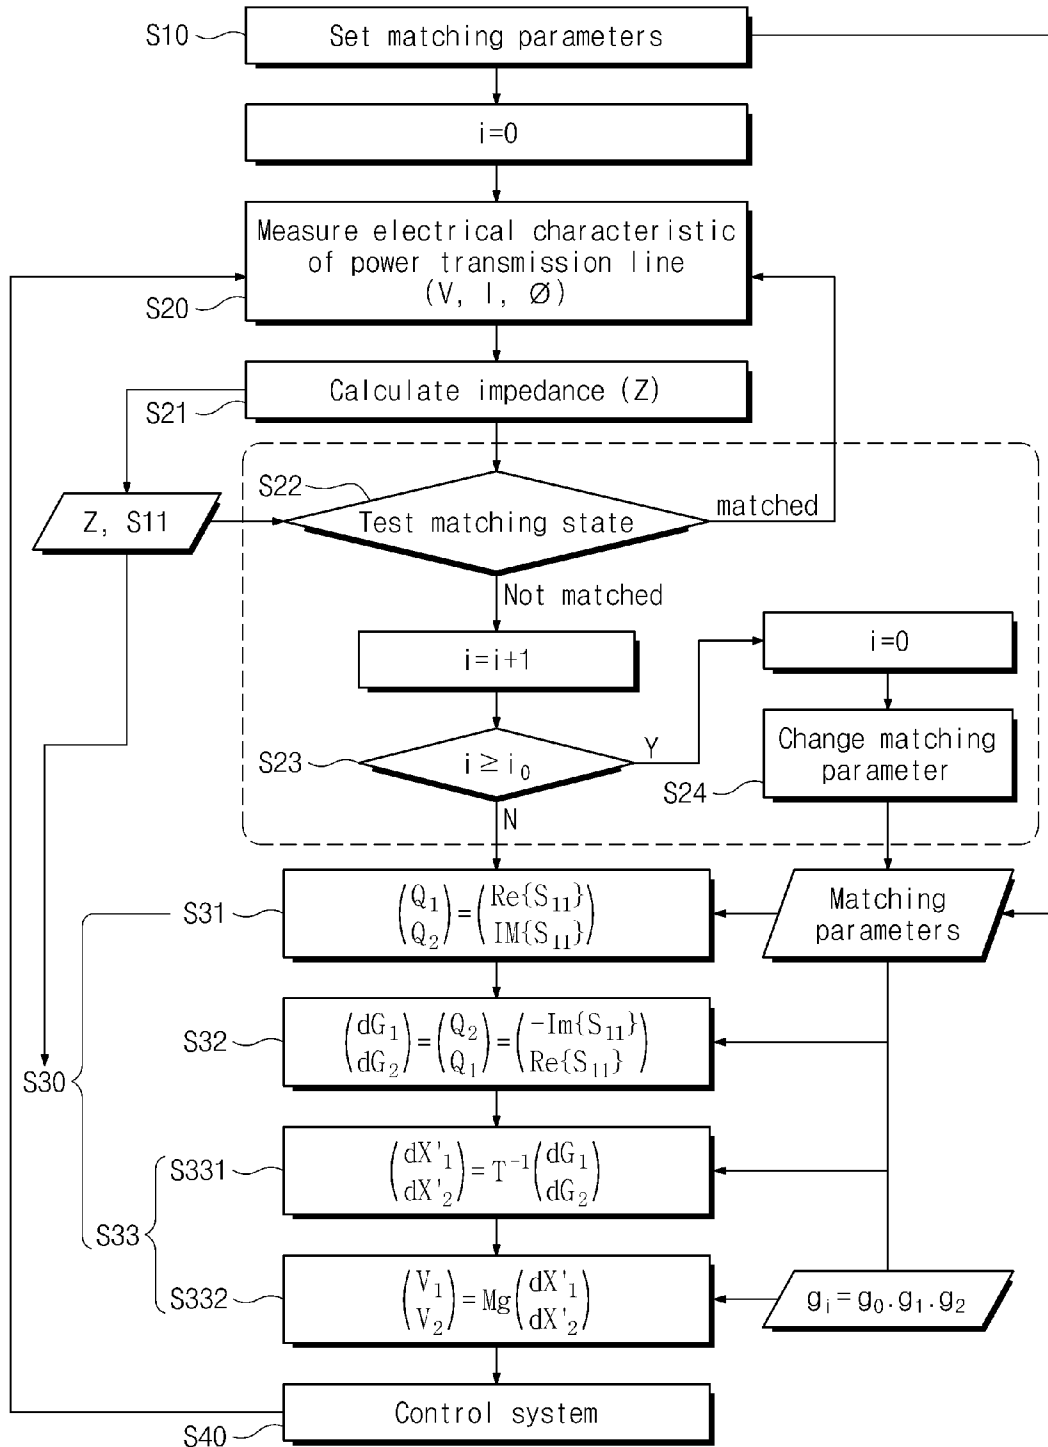 S10
Set matching parameters
i=0
Measure electrical characteristic
of power transmission line
(V, I, Ø)
S20
Calculate impedance (Z)
S21
S22
Z, S11
Test matching state
matched
Not matched
i=i+1
i=0
S23
i ≥ i₀
Y
N
Change matching
parameter
S24
S31
(Q₁ Q₂) = (Re{S₁₁} IM{S₁₁})
Matching
parameters
S32
(dG₁ dG₂) = (Q₂ Q₁) = (-Im{S₁₁} Re{S₁₁})
S30
S331
(dX'₁ dX'₂) = T⁻¹ (dG₁ dG₂)
S33
S332
(V₁ V₂) = Mg (dX'₁ dX'₂)
gᵢ = g₀.g₁.g₂
Control system
S40